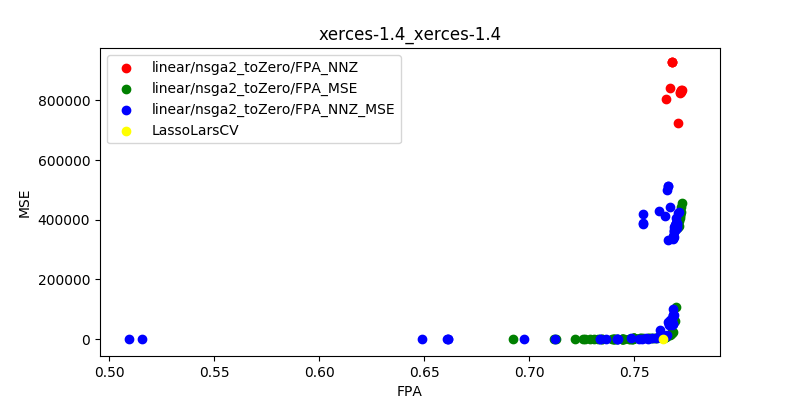 xerces-1.4_xerces-1.4
linear/nsga2_toZero/FPA_NNZ
linear/nsga2_toZero/FPA_MSE
linear/nsga2_toZero/FPA_NNZ_MSE
LassoLarsCV
MSE
800000
600000
400000
200000
0
0.50 0.55 0.60 0.65 0.70 0.75
FPA